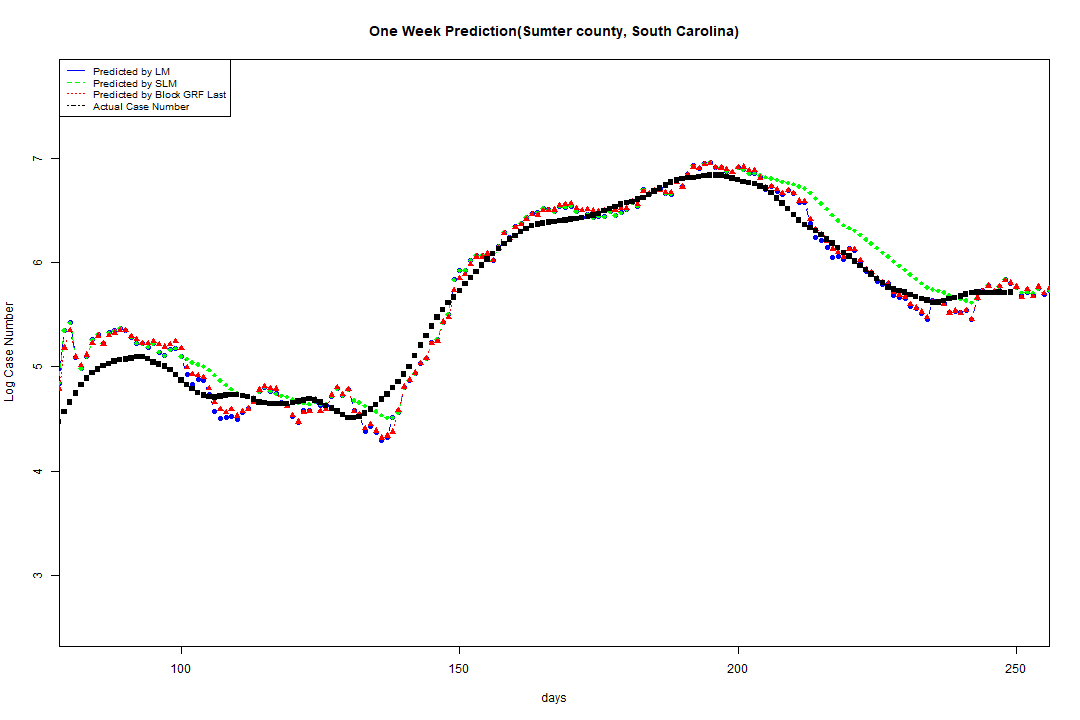 One Week Prediction(Sumter county, South Carolina)
Predicted by LM
Predicted by SLM
Predicted by Block GRF Last
Actual Case Number
7
6
5
4
3
Log Case Number
100 150 200 250
days